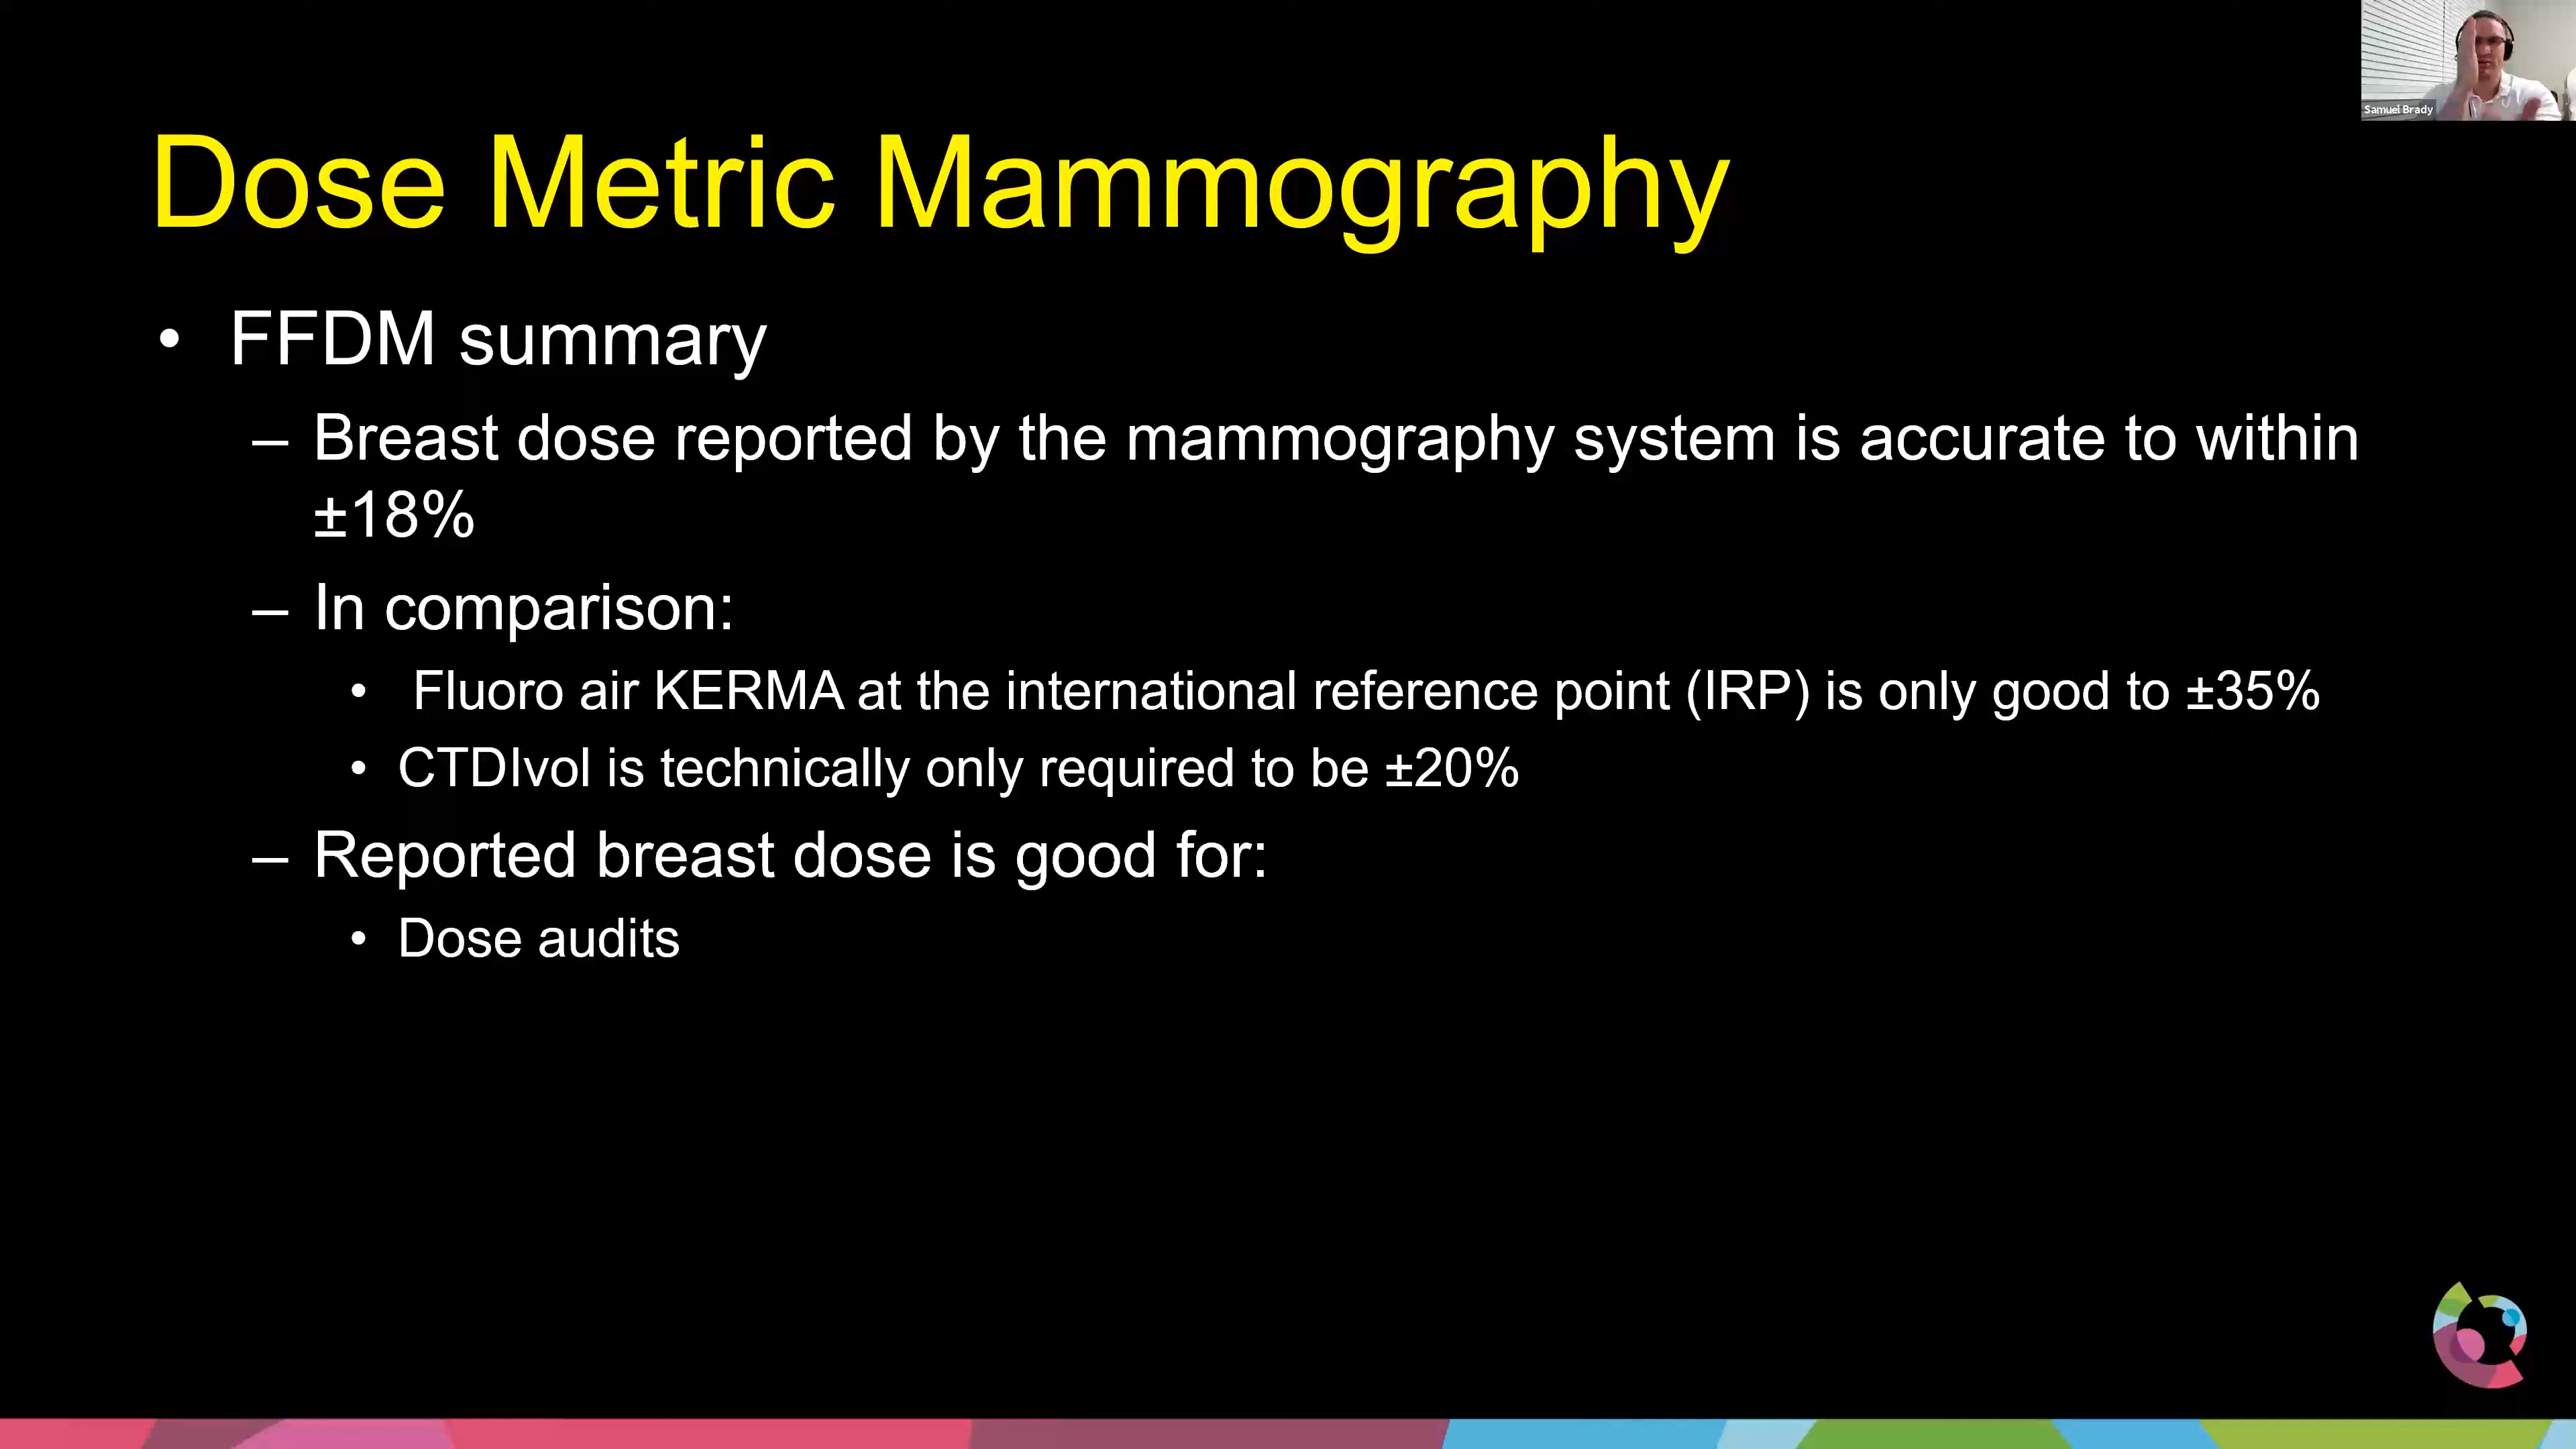 Samuel Brady
Dose Metric Mammography
• FFDM summary
– Breast dose reported by the mammography system is accurate to within
±18%
– In comparison:
• Fluoro air KERMA at the international reference point (IRP) is only good to ±35%
• CTDIvol is technically only required to be ±20%
– Reported breast dose is good for:
• Dose audits